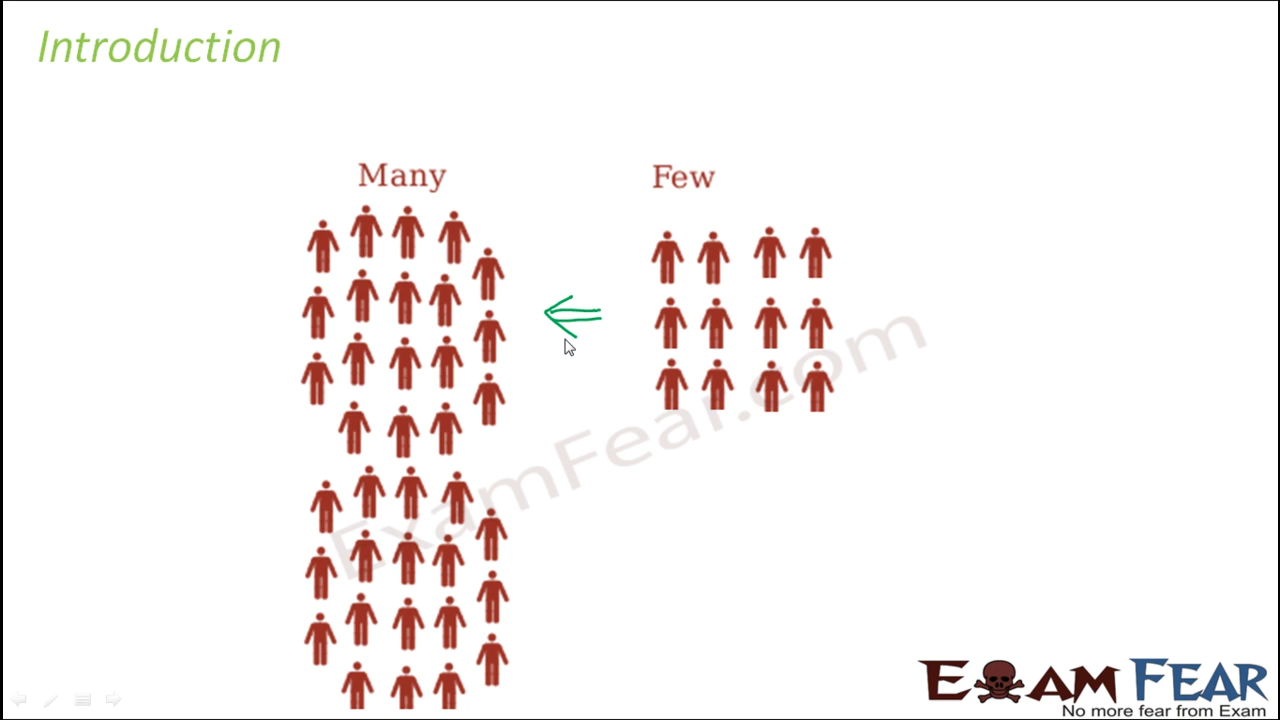 Introduction
Many
Few
ExamFear.com
EXAM FEAR
No more fear from Exam